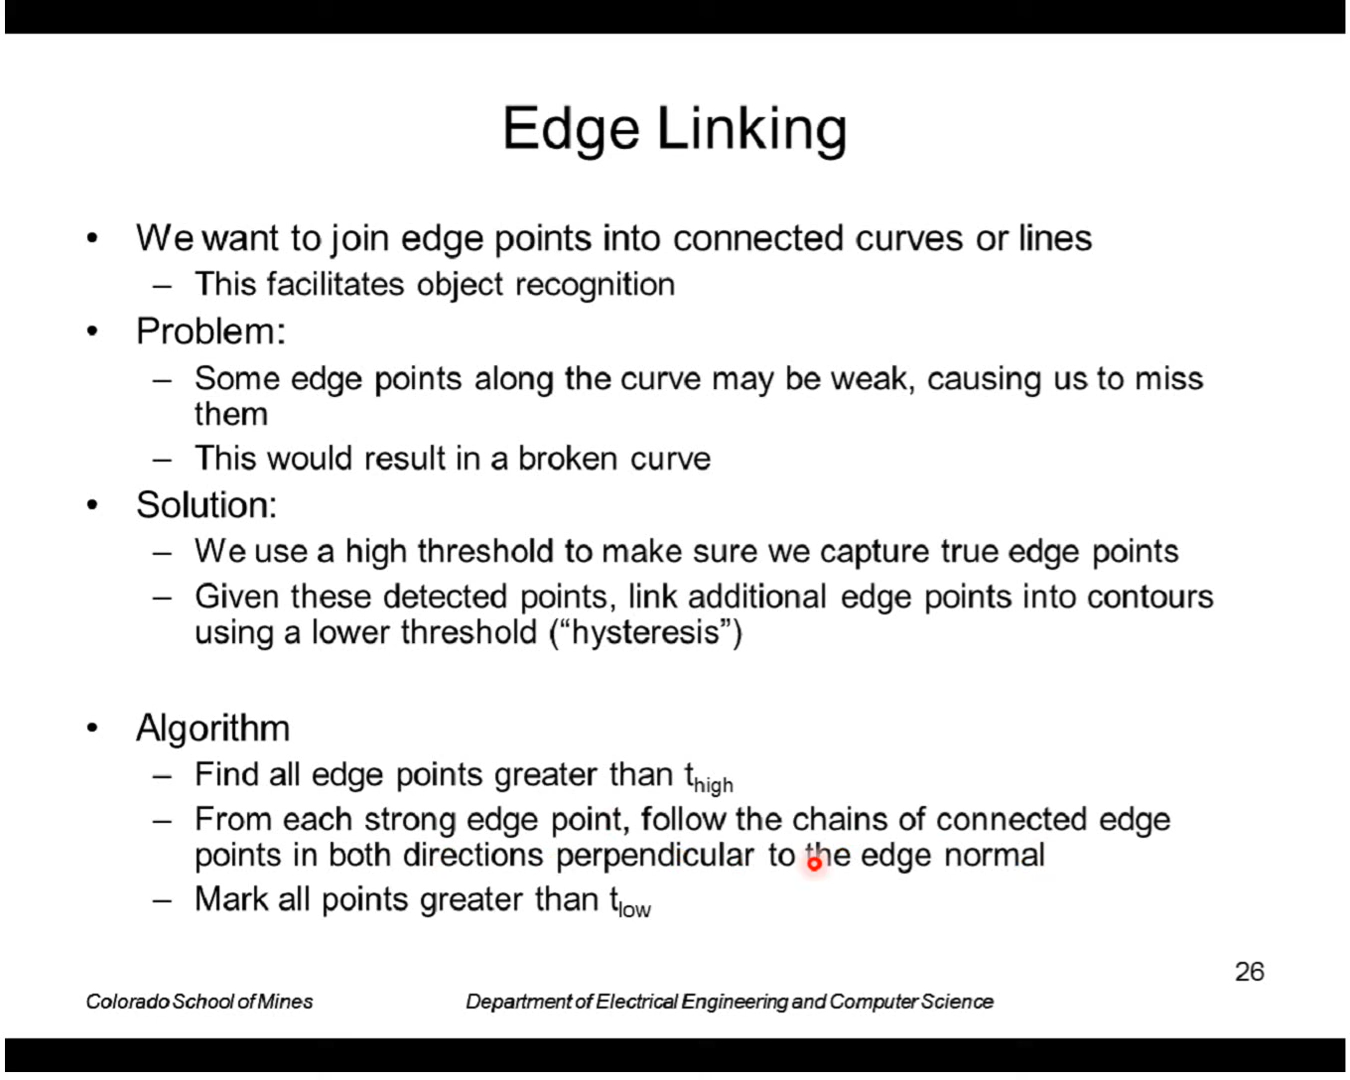 Edge Linking
• We want to join edge points into connected curves or lines
– This facilitates object recognition
• Problem:
– Some edge points along the curve may be weak, causing us to miss
them
– This would result in a broken curve
• Solution:
– We use a high threshold to make sure we capture true edge points
– Given these detected points, link additional edge points into contours
using a lower threshold (“hysteresis”)
• Algorithm
– Find all edge points greater than thigh
– From each strong edge point, follow the chains of connected edge
points in both directions perpendicular to the edge normal
– Mark all points greater than tlow
26
Colorado School of Mines
Department of Electrical Engineering and Computer Science